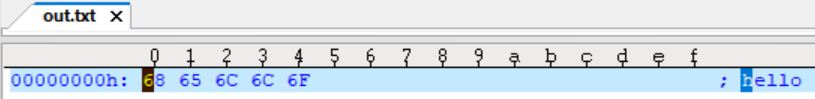 out.txt X
0 1 2 3 4 5 6 7 8 9 a b c d e f
00000000h: 68 65 6C 6C 6F ; hello